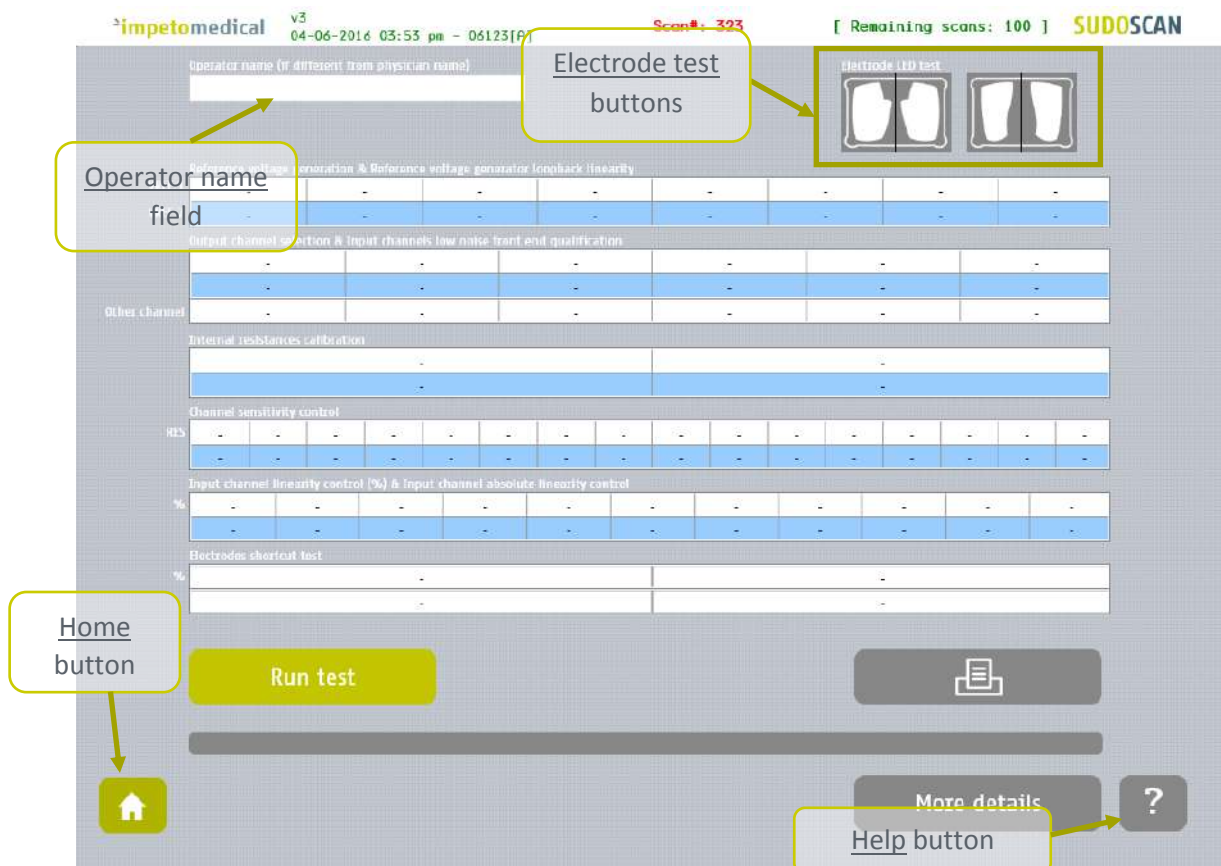 impetomedical
v3
04-06-2016 03:53 pm - 06123[A]
Scan#: 323
[ Remaining scans: 100 ]
SUDOSCAN
Operator name (if different from physician name)
Electrode test
buttons
Electrode LED test
Operator name
field
Reference voltage generation & Reference voltage generator loopback linearity
- - - - - - - -
- - - - - - - -
Output channel selection & Input channels low noise front end qualification
- - - - - -
- - - - - -
Other channel - - - - - -
Internal resistances calibration
- -
- -
Channel sensitivity control
RES - - - - - - - - - - - - - - - -
- - - - - - - - - - - - - - - -
Input channel linearity control (%) & Input channel absolute linearity control
% - - - - - - - - - - -
- - - - - - - - - - -
Electrodes shortcut test
% - -
- -
Home
button
Run test
More details
?
Help button